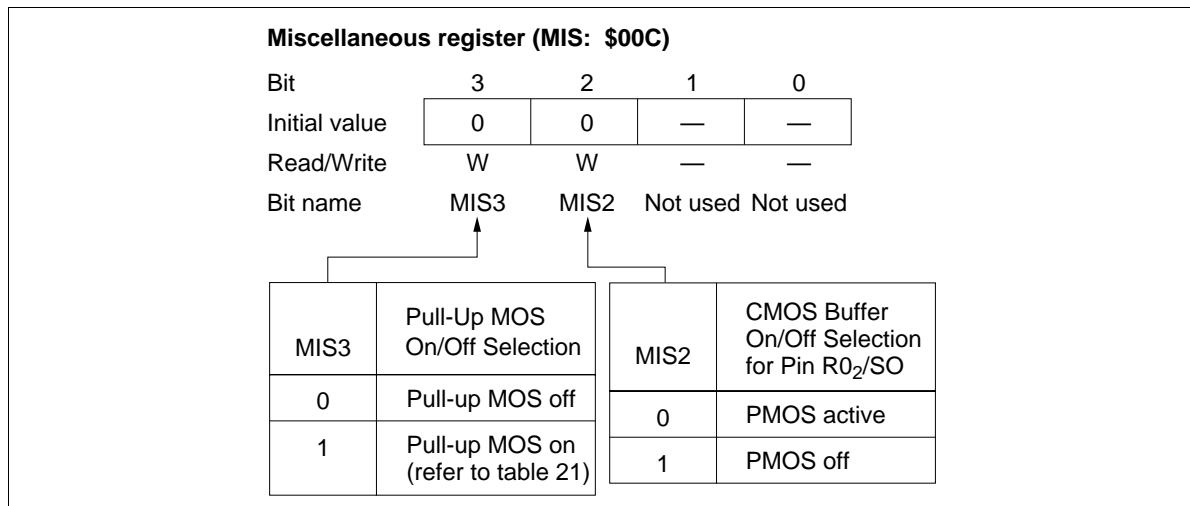 Miscellaneous register (MIS: $00C)
Bit 3 2 1 0
Initial value 0 0 — —
Read/Write W W — —
Bit name MIS3 MIS2 Not used Not used
MIS3 Pull-Up MOS
On/Off Selection
0 Pull-up MOS off
1 Pull-up MOS on
(refer to table 21)
MIS2 CMOS Buffer
On/Off Selection
for Pin R0₂/SO
0 PMOS active
1 PMOS off